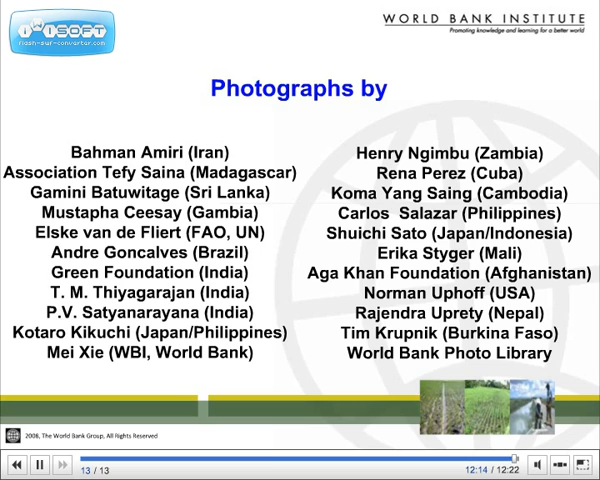 iWiSOFT
flash-swf-converter.com
WORLD BANK INSTITUTE
Promoting knowledge and learning for a better world
Photographs by
Bahman Amiri (Iran)
Association Tefy Saina (Madagascar)
Gamini Batuwitage (Sri Lanka)
Mustapha Ceesay (Gambia)
Elske van de Fliert (FAO, UN)
Andre Goncalves (Brazil)
Green Foundation (India)
T. M. Thiyagarajan (India)
P.V. Satyanarayana (India)
Kotaro Kikuchi (Japan/Philippines)
Mei Xie (WBI, World Bank)
Henry Ngimbu (Zambia)
Rena Perez (Cuba)
Koma Yang Saing (Cambodia)
Carlos  Salazar (Philippines)
Shuichi Sato (Japan/Indonesia)
Erika Styger (Mali)
Aga Khan Foundation (Afghanistan)
Norman Uphoff (USA)
Rajendra Uprety (Nepal)
Tim Krupnik (Burkina Faso)
World Bank Photo Library
2008, The World Bank Group, All Rights Reserved
13 / 13
12:14 / 12:22